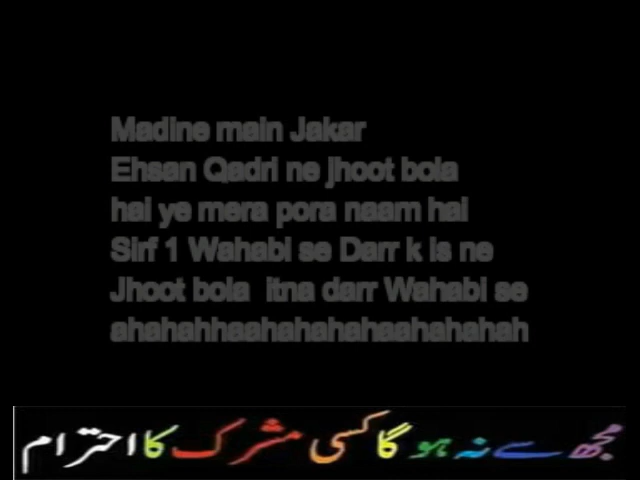 Madine main Jakar
Ehsan Qadri ne jhoot bola
hai ye mera pora naam hai
Sirf 1 Wahabi se Darr k is ne
Jhoot bola itna darr Wahabi se
ahahahhaahahahahaahahahah
مجھ سے نہ ہو گا کسی مشرک کا احترام